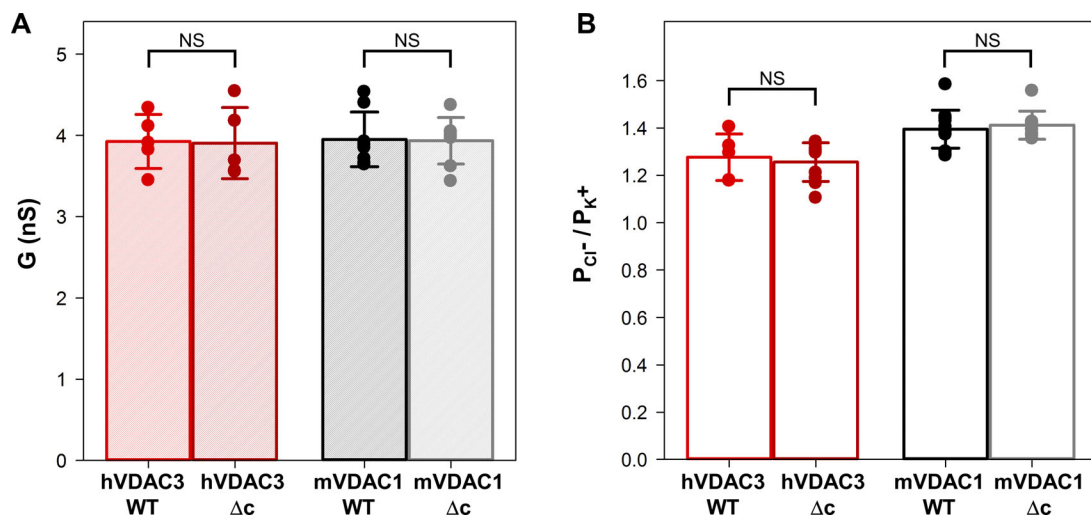 A
NS
NS
5
4
3
2
1
0
G (nS)
hVDAC3 hVDAC3 mVDAC1 mVDAC1
WT Δc WT Δc
B
NS
NS
1.6
1.4
1.2
1.0
0.8
0.6
0.4
0.2
0.0
P_Cl⁻ / P_K⁺
hVDAC3 hVDAC3 mVDAC1 mVDAC1
WT Δc WT Δc